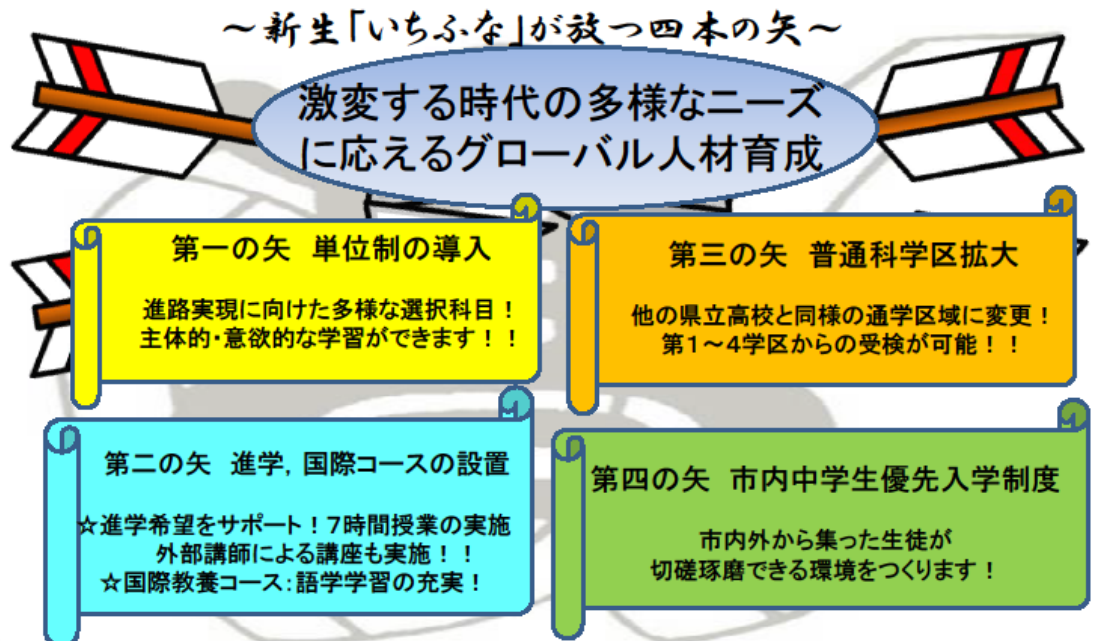 ～新生「いちふな」が放つ四本の矢～
激変する時代の多様なニーズ
に応えるグローバル人材育成
第一の矢　単位制の導入
進路実現に向けた多様な選択科目！
主体的・意欲的な学習ができます！！
第二の矢　進学，国際コースの設置
☆進学希望をサポート！7時間授業の実施
外部講師による講座も実施！！
☆国際教養コース：語学学習の充実！
第三の矢　普通科学区拡大
他の県立高校と同様の通学区域に変更！
第1～4学区からの受検が可能！！
第四の矢　市内中学生優先入学制度
市内外から集った生徒が
切磋琢磨できる環境をつくります！